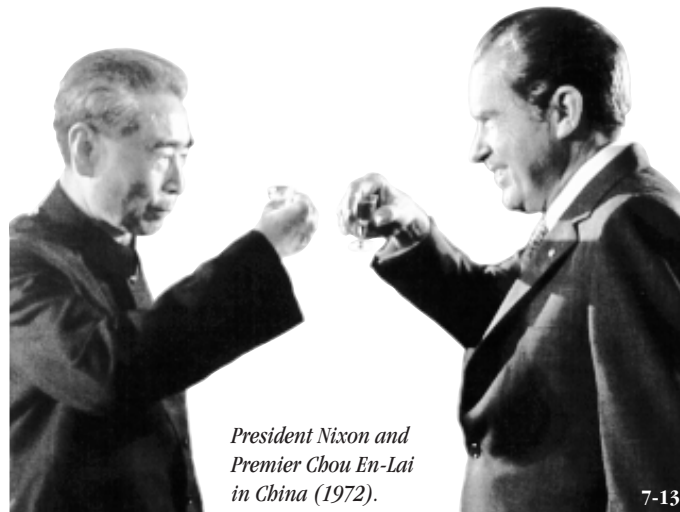 President Nixon and
Premier Chou En-Lai
in China (1972).
7-13